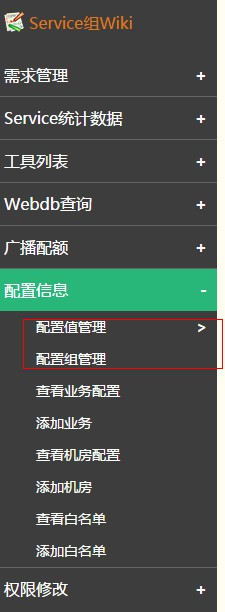 Service组Wiki
需求管理 +
Service统计数据 +
工具列表 +
Webdb查询 +
广播配额 +
配置信息 -
配置值管理 >
配置组管理
查看业务配置
添加业务
查看机房配置
添加机房
查看白名单
添加白名单
权限修改 +